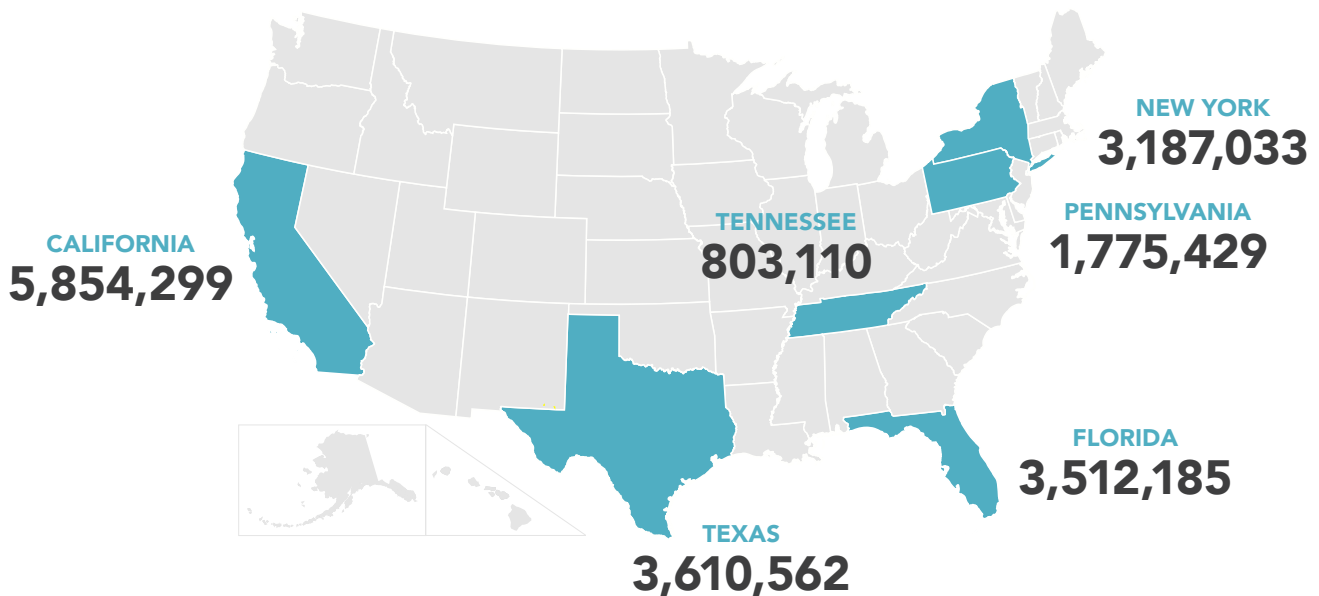 NEW YORK
3,187,033
PENNSYLVANIA
1,775,429
TENNESSEE
803,110
CALIFORNIA
5,854,299
FLORIDA
3,512,185
TEXAS
3,610,562